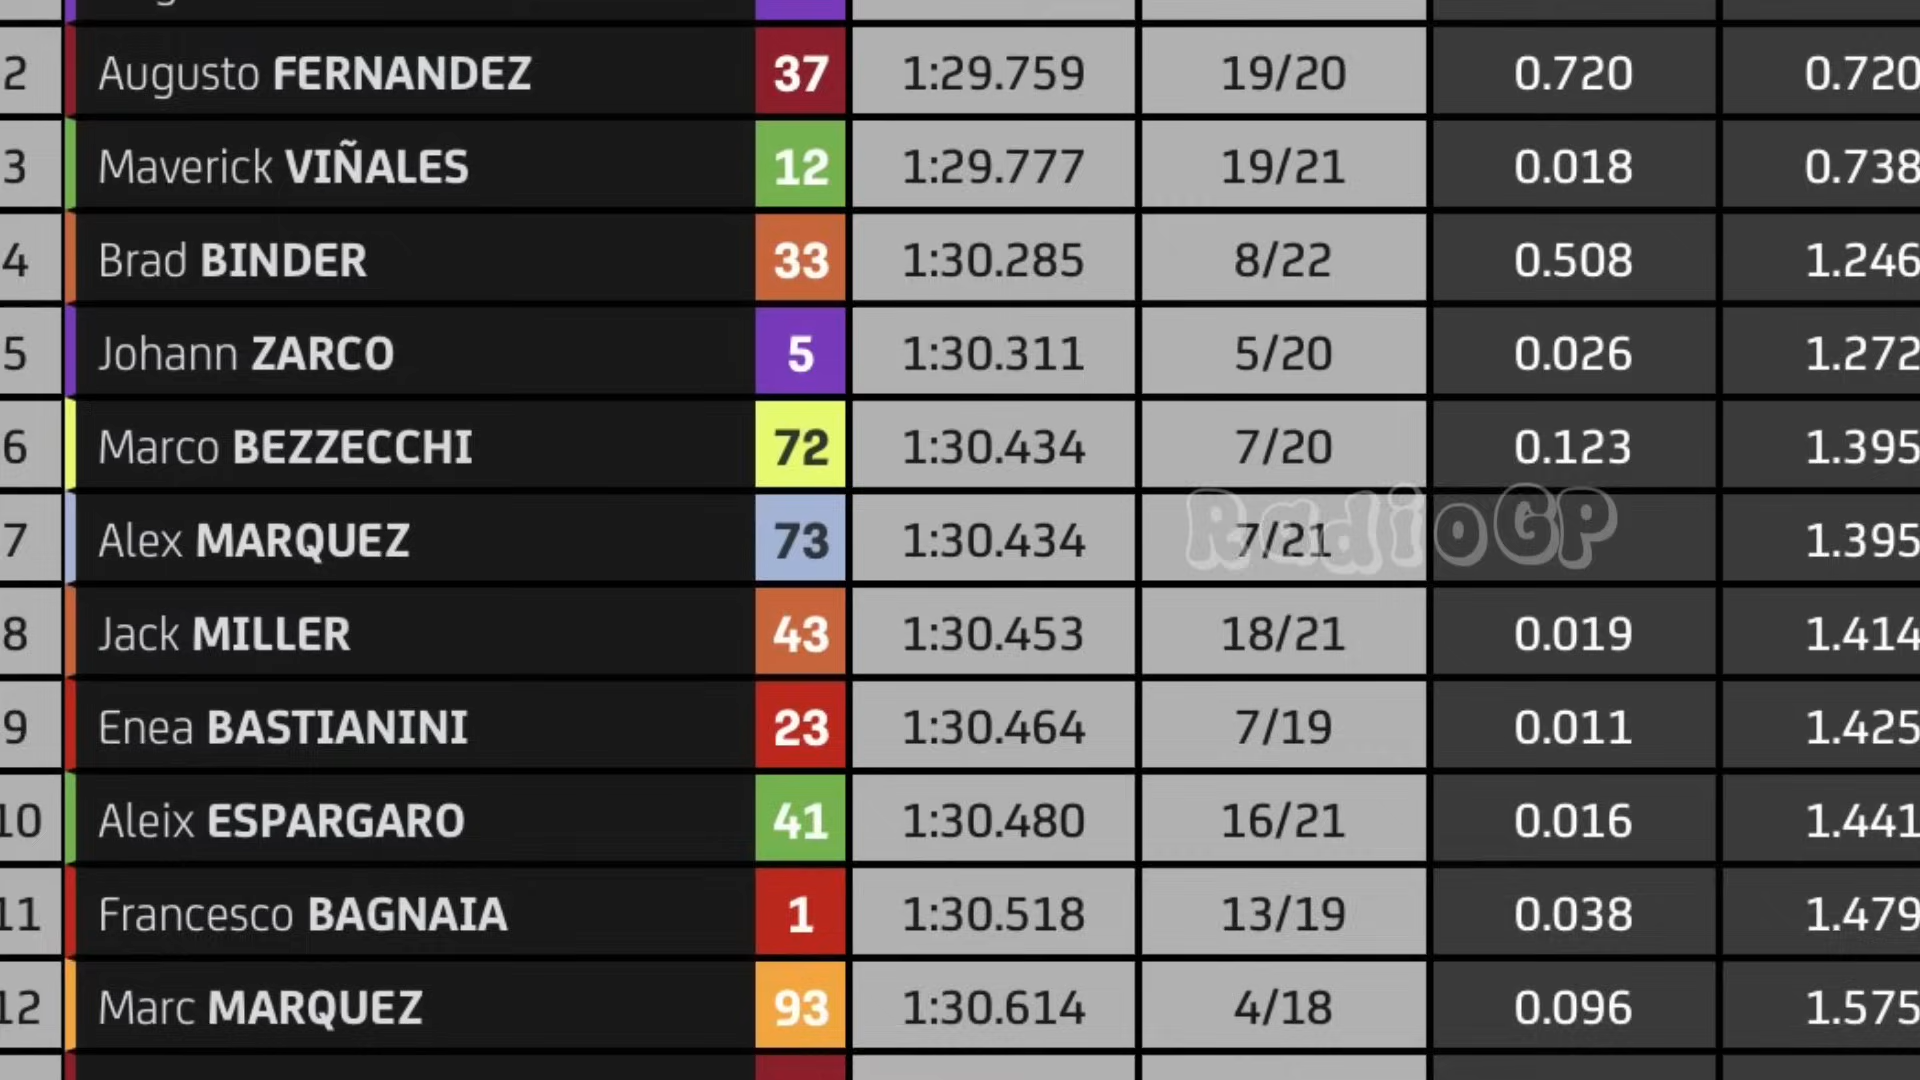 2 Augusto FERNANDEZ 37 1:29.759 19/20 0.720 0.720
3 Maverick VIÑALES 12 1:29.777 19/21 0.018 0.738
4 Brad BINDER 33 1:30.285 8/22 0.508 1.246
5 Johann ZARCO 5 1:30.311 5/20 0.026 1.272
6 Marco BEZZECCHI 72 1:30.434 7/20 0.123 1.395
7 Alex MARQUEZ 73 1:30.434 7/21 1.395
RadioGP
8 Jack MILLER 43 1:30.453 18/21 0.019 1.414
9 Enea BASTIANINI 23 1:30.464 7/19 0.011 1.425
10 Aleix ESPARGARO 41 1:30.480 16/21 0.016 1.441
11 Francesco BAGNAIA 1 1:30.518 13/19 0.038 1.479
12 Marc MARQUEZ 93 1:30.614 4/18 0.096 1.575